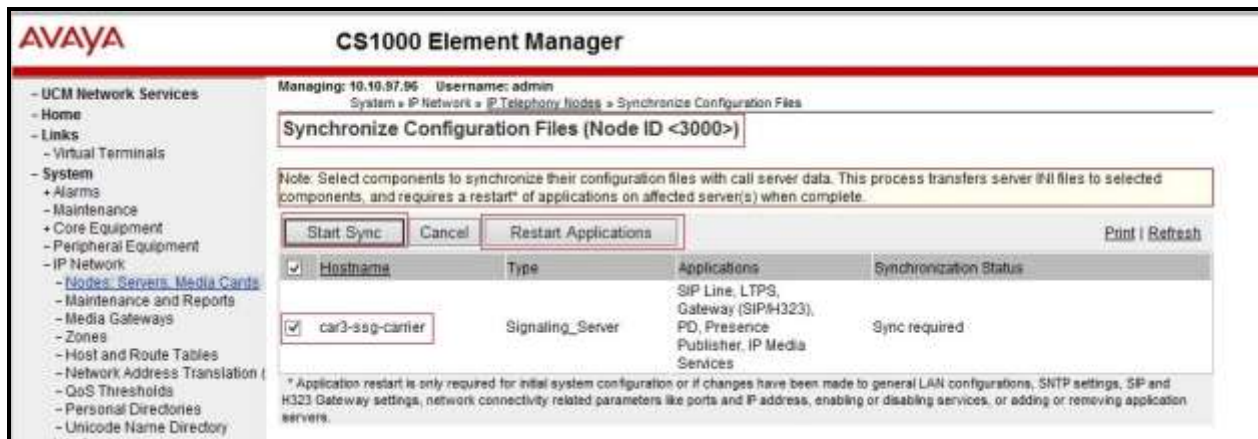 AVAYA
CS1000 Element Manager
- UCM Network Services
- Home
- Links
- Virtual Terminals
- System
+ Alarms
- Maintenance
+ Core Equipment
- Peripheral Equipment
- IP Network
- Nodes: Servers, Media Cards
- Maintenance and Reports
- Media Gateways
- Zones
- Host and Route Tables
- Network Address Translation (
- QoS Thresholds
- Personal Directories
- Unicode Name Directory
Managing: 10.10.97.96 Username: admin
System » IP Network » IP Telephony Nodes » Synchronize Configuration Files
Synchronize Configuration Files (Node ID <3000>)
Note: Select components to synchronize their configuration files with call server data. This process transfers server INI files to selected
components, and requires a restart* of applications on affected server(s) when complete.
Start Sync Cancel Restart Applications Print | Refresh
Hostname Type Applications Synchronization Status
car3-ssg-carrier Signaling_Server SIP Line, LTPS, Sync required
Gateway (SIP/H323),
PD, Presence
Publisher, IP Media
Services
* Application restart is only required for initial system configuration or if changes have been made to general LAN configurations, SNTP settings, SIP and
H323 Gateway settings, network connectivity related parameters like ports and IP address, enabling or disabling services, or adding or removing application
servers.